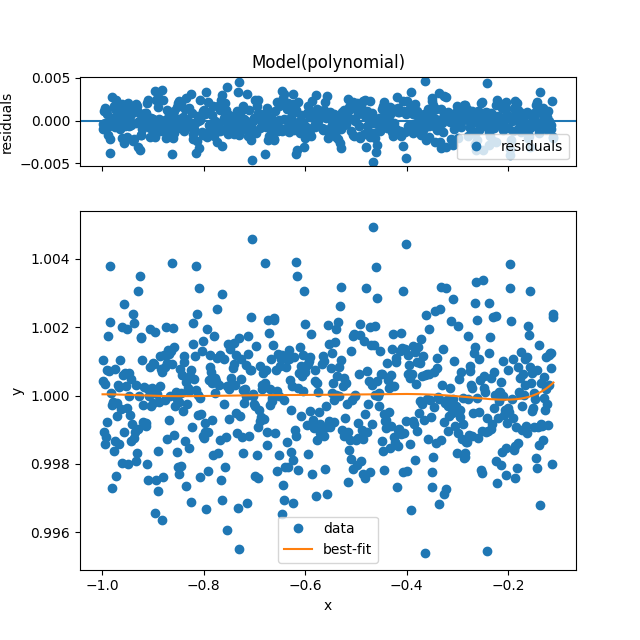 Model(polynomial)
0.005
0.000
−0.005
residuals
residuals
1.004
1.002
1.000
0.998
0.996
y
data
best-fit
−1.0 −0.8 −0.6 −0.4 −0.2
x